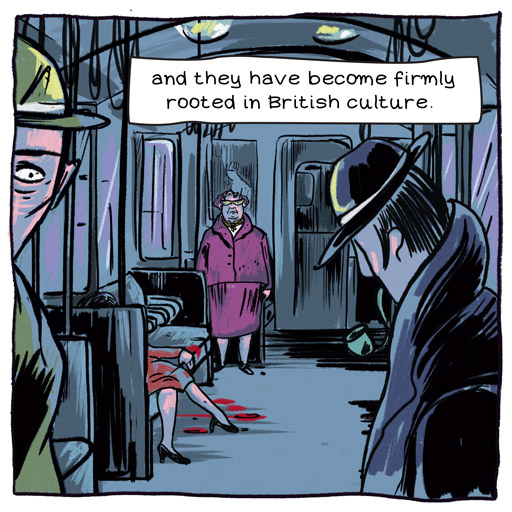 and they have become firmly
rooted in British culture.